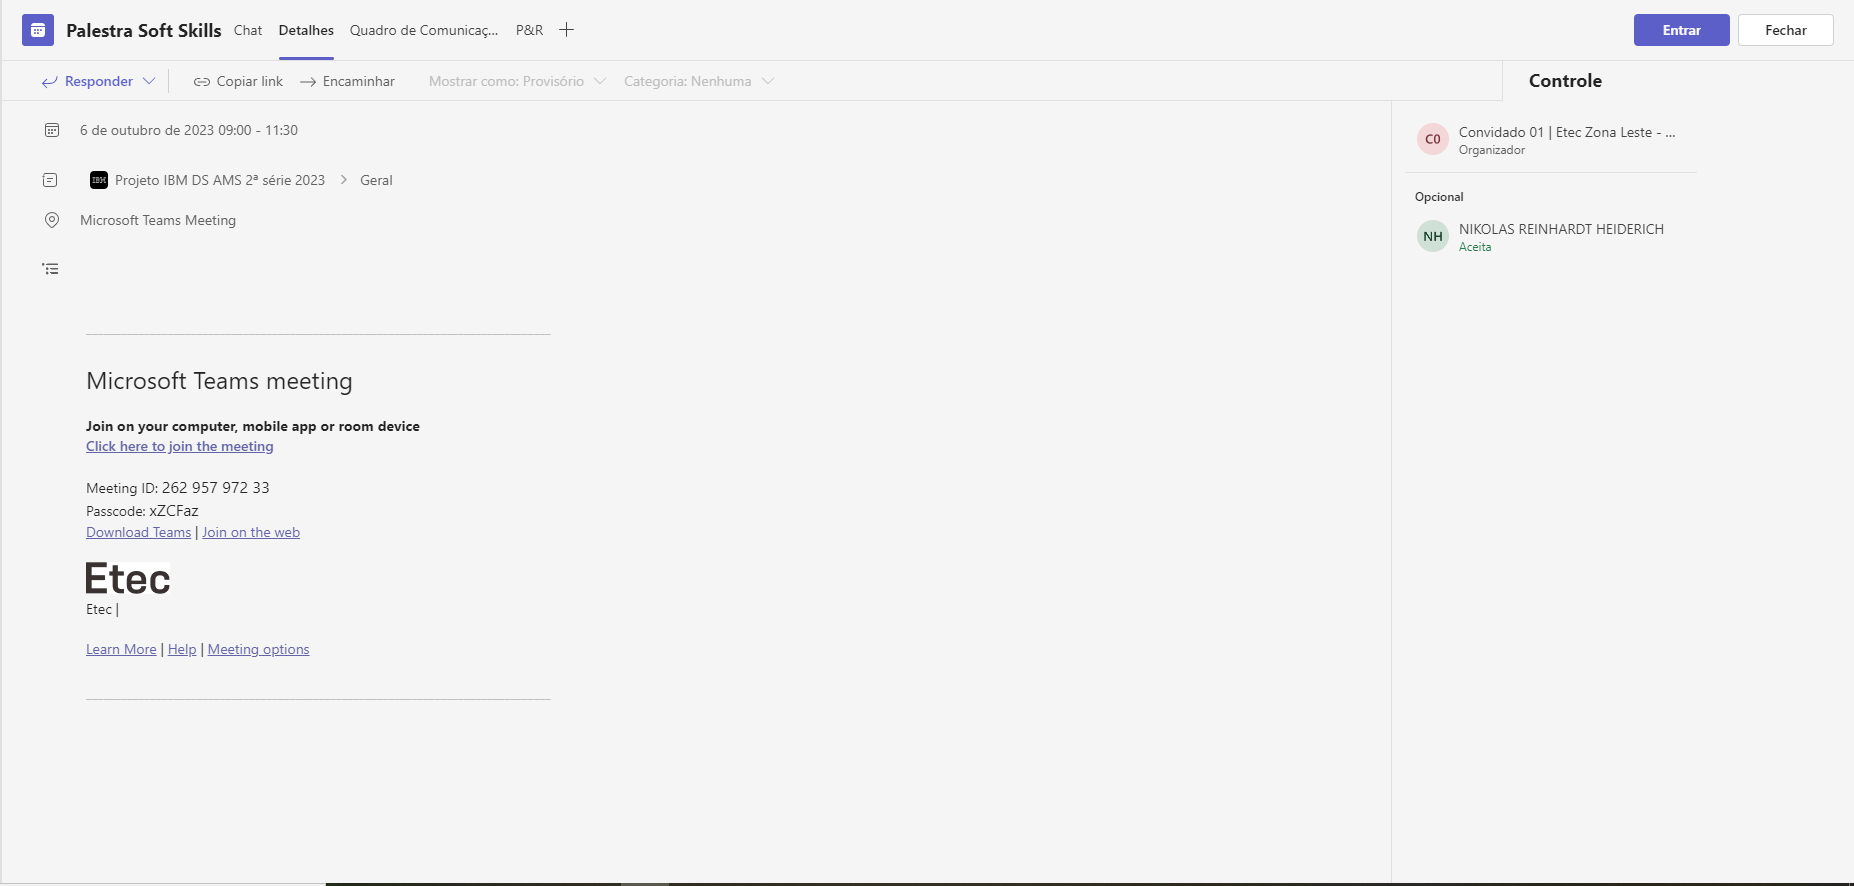 Palestra Soft Skills Chat Detalhes Quadro de Comunicaç... P&R Entrar Fechar
Responder Copiar link Encaminhar Mostrar como: Provisório Categoria: Nenhuma Controle
6 de outubro de 2023 09:00 - 11:30
IBM Projeto IBM DS AMS 2ª série 2023 > Geral
Microsoft Teams Meeting
Microsoft Teams meeting
Join on your computer, mobile app or room device
Click here to join the meeting
Meeting ID: 262 957 972 33
Passcode: xZCFaz
Download Teams | Join on the web
Etec
Etec |
Learn More | Help | Meeting options
C0 Convidado 01 | Etec Zona Leste - ...
Organizador
Opcional
NH NIKOLAS REINHARDT HEIDERICH
Aceita